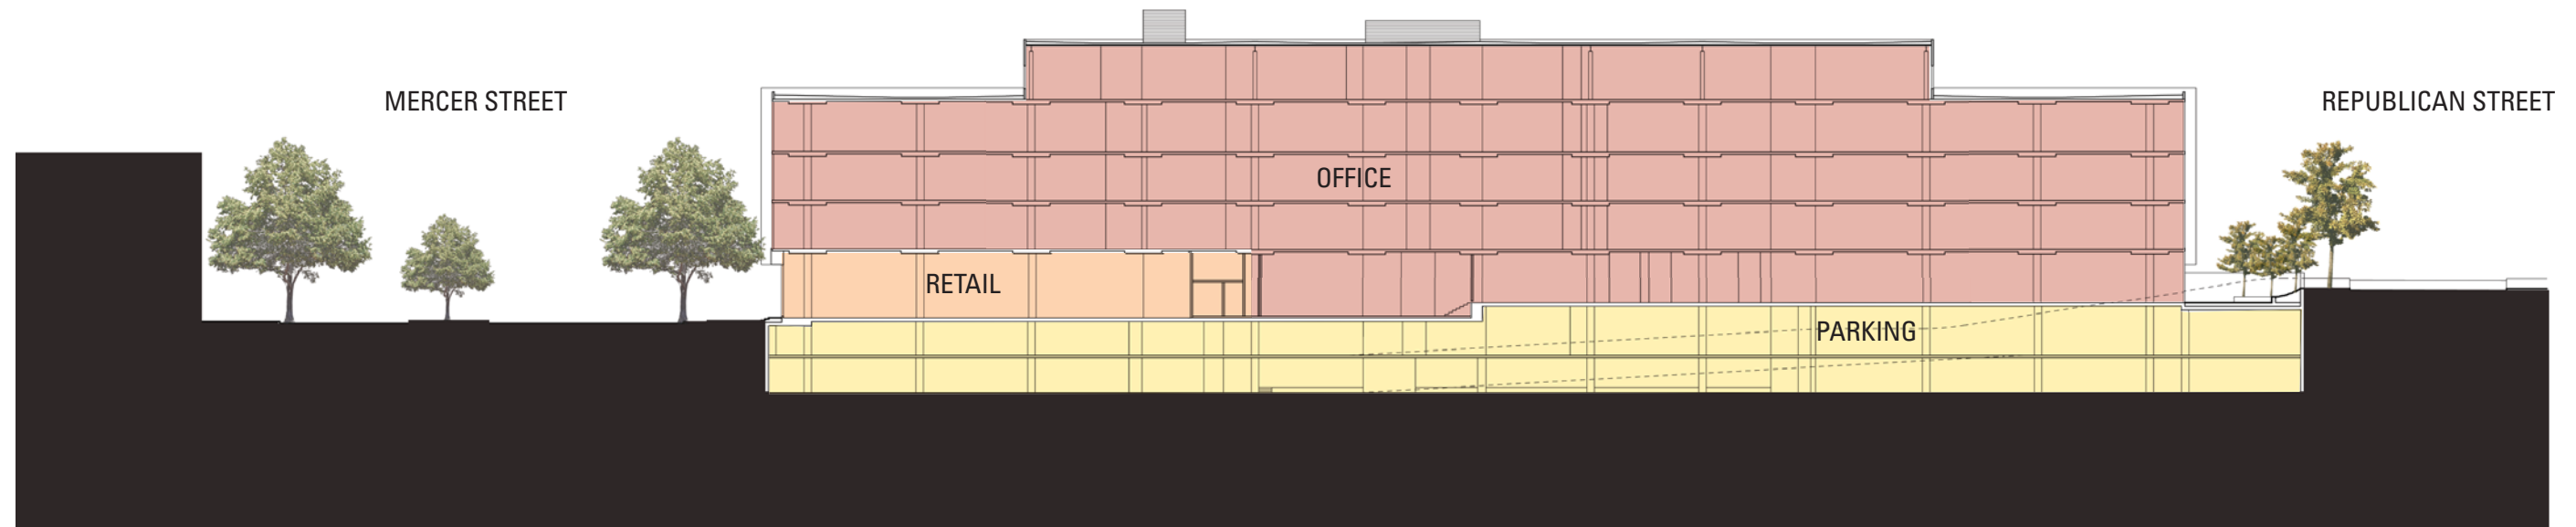 MERCER STREET
REPUBLICAN STREET
OFFICE
RETAIL
PARKING